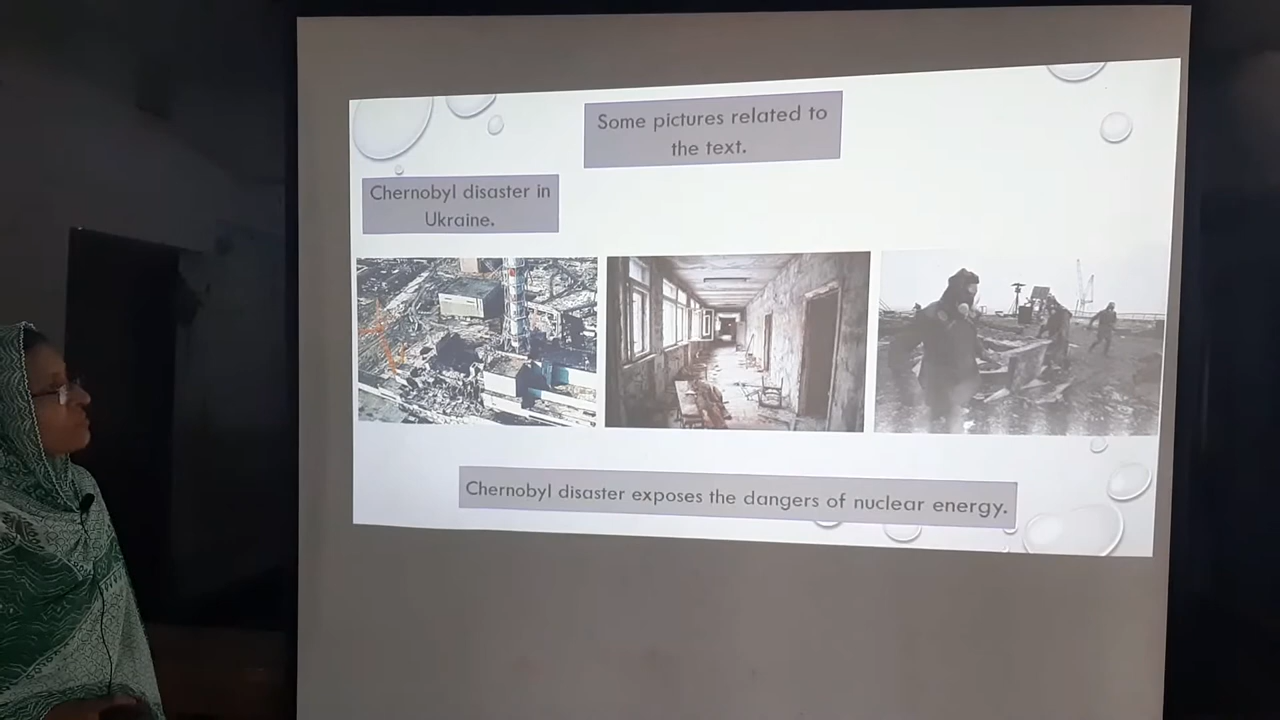 Some pictures related to
the text.
Chernobyl disaster in
Ukraine.
Chernobyl disaster exposes the dangers of nuclear energy.